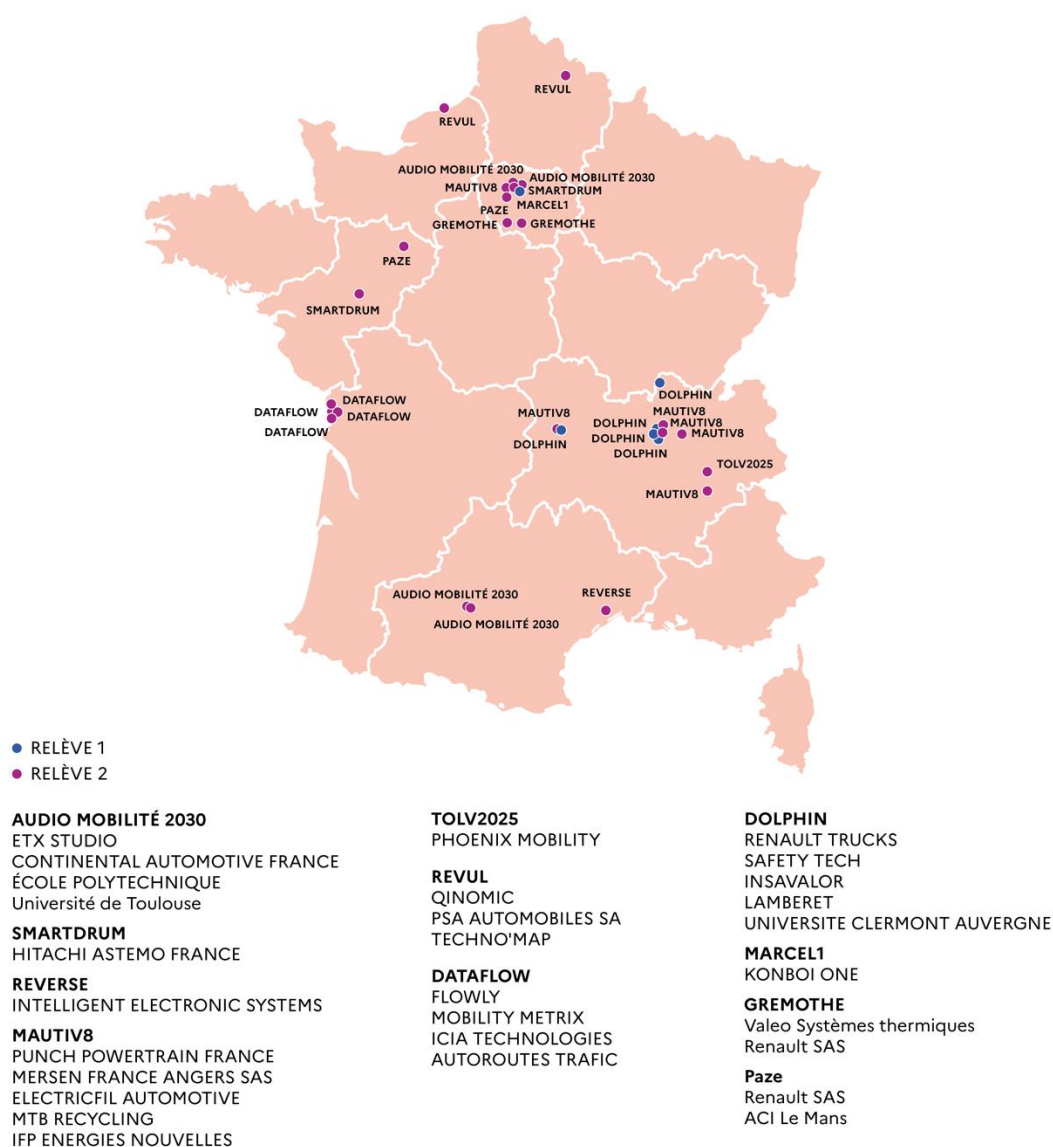 REVUL
REVUL
AUDIO MOBILITÉ 2030
AUDIO MOBILITÉ 2030
MAUTIV8
SMARTDRUM
PAZE
MARCEL1
GREMOTHE
GREMOTHE
PAZE
SMARTDRUM
DATAFLOW
DATAFLOW
DATAFLOW
DATAFLOW
DOLPHIN
MAUTIV8
MAUTIV8
DOLPHIN
MAUTIV8
DOLPHIN
MAUTIV8
DOLPHIN
DOLPHIN
TOLV2025
MAUTIV8
AUDIO MOBILITÉ 2030
REVERSE
AUDIO MOBILITÉ 2030
RELÈVE 1
RELÈVE 2
AUDIO MOBILITÉ 2030
ETX STUDIO
CONTINENTAL AUTOMOTIVE FRANCE
ÉCOLE POLYTECHNIQUE
Université de Toulouse
SMARTDRUM
HITACHI ASTEMO FRANCE
REVERSE
INTELLIGENT ELECTRONIC SYSTEMS
MAUTIV8
PUNCH POWERTRAIN FRANCE
MERSEN FRANCE ANGERS SAS
ELECTRICFIL AUTOMOTIVE
MTB RECYCLING
IFP ENERGIES NOUVELLES
TOLV2025
PHOENIX MOBILITY
REVUL
QINOMIC
PSA AUTOMOBILES SA
TECHNO'MAP
DATAFLOW
FLOWLY
MOBILITY METRIX
ICIA TECHNOLOGIES
AUTOROUTES TRAFIC
DOLPHIN
RENAULT TRUCKS
SAFETY TECH
INSAVALOR
LAMBERET
UNIVERSITE CLERMONT AUVERGNE
MARCEL1
KONBOI ONE
GREMOTHE
Valeo Systèmes thermiques
Renault SAS
Paze
Renault SAS
ACI Le Mans